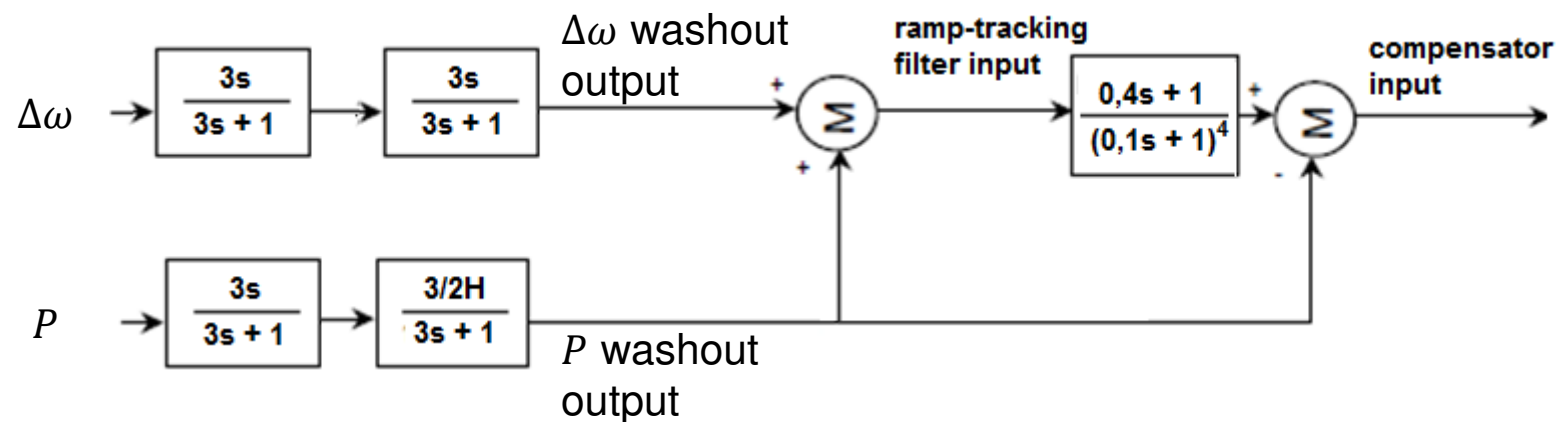 Δω
3s
3s + 1
3s
3s + 1
Δω washout
output
+
+
Σ
ramp-tracking
filter input
0,4s + 1
(0,1s + 1)⁴
+
-
Σ
compensator
input
P
3s
3s + 1
3/2H
3s + 1
P washout
output